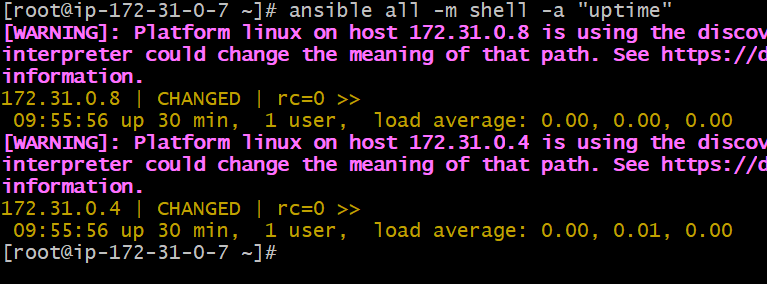 [root@ip-172-31-0-7 ~]# ansible all -m shell -a "uptime"
[WARNING]: Platform linux on host 172.31.0.8 is using the discov
interpreter could change the meaning of that path. See https://d
information.
172.31.0.8 | CHANGED | rc=0 >>
 09:55:56 up 30 min,  1 user,  load average: 0.00, 0.00, 0.00
[WARNING]: Platform linux on host 172.31.0.4 is using the discov
interpreter could change the meaning of that path. See https://d
information.
172.31.0.4 | CHANGED | rc=0 >>
 09:55:56 up 30 min,  1 user,  load average: 0.00, 0.01, 0.00
[root@ip-172-31-0-7 ~]#